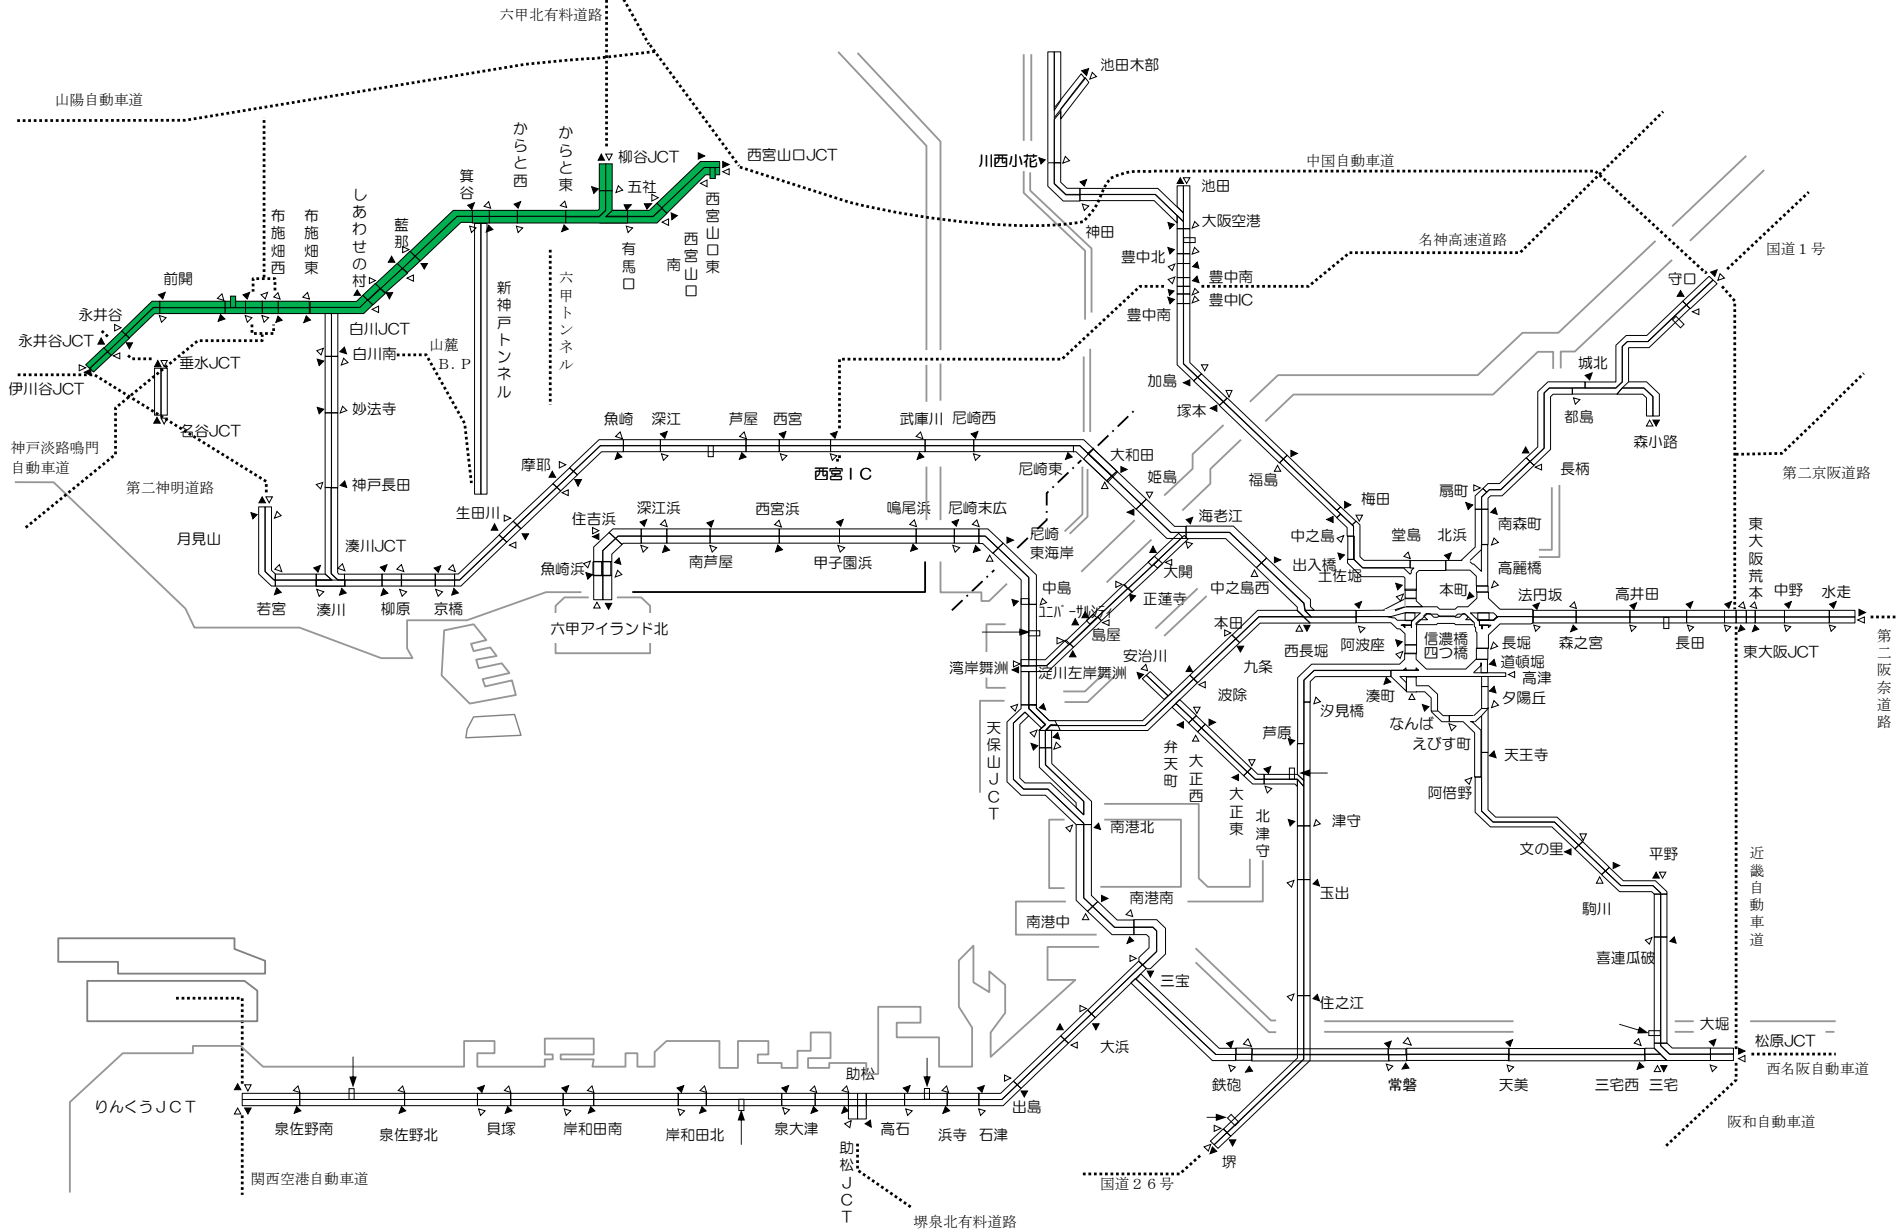 六甲北有料道路
山陽自動車道
池田木部
からと西
からと東
柳谷JCT
西宮山口JCT
川西小花
中国自動車道
箕谷
五社
しあわせの村
西宮山口東
池田
布施畑西
布施畑東
藍那
大阪空港
神田
西宮山口南
有馬口
名神高速道路
国道1号
豊中北
豊中南
守口
前開
六甲トンネル
新神戸トンネル
豊中IC
永井谷
豊中南
白川JCT
永井谷JCT
山麓
B.P
白川南
垂水JCT
城北
伊川谷JCT
加島
妙法寺
塚本
都島
魚崎
深江
芦屋
西宮
武庫川
尼崎西
名谷JCT
森小路
神戸淡路鳴門
自動車道
大和田
摩耶
尼崎東
西宮IC
姫島
長柄
第二京阪道路
第二神明道路
神戸長田
福島
扇町
梅田
生田川
住吉浜
深江浜
西宮浜
鳴尾浜
尼崎末広
海老江
南森町
東大阪荒本
月見山
尼崎
東海岸
中之島
堂島
北浜
湊川JCT
南芦屋
甲子園浜
出入橋
魚崎浜
大開
土佐堀
高麗橋
中島
中之島西
本町
法円坂
高井田
中野
水走
若宮
湊川
柳原
京橋
正蓮寺
ユニバーサルシティ
六甲アイランド北
島屋
本田
西長堀
阿波座
信濃橋
四つ橋
長堀
森之宮
長田
東大阪JCT
第二阪奈道路
安治川
湾岸舞洲
淀川左岸舞洲
九条
道頓堀
高津
波除
湊町
夕陽丘
汐見橋
なんば
天保山JCT
芦原
えびす町
弁天町
大正西
天王寺
大正東
阿倍野
北津守
南港北
津守
文の里
平野
近畿自動車道
玉出
南港南
駒川
南港中
喜連瓜破
三宝
住之江
大堀
松原JCT
大浜
西名阪自動車道
助松
鉄砲
常磐
天美
三宅西
三宅
りんくうJCT
出島
泉佐野南
泉佐野北
貝塚
岸和田南
岸和田北
泉大津
高石
浜寺
石津
阪和自動車道
助松JCT
堺
関西空港自動車道
国道26号
堺泉北有料道路